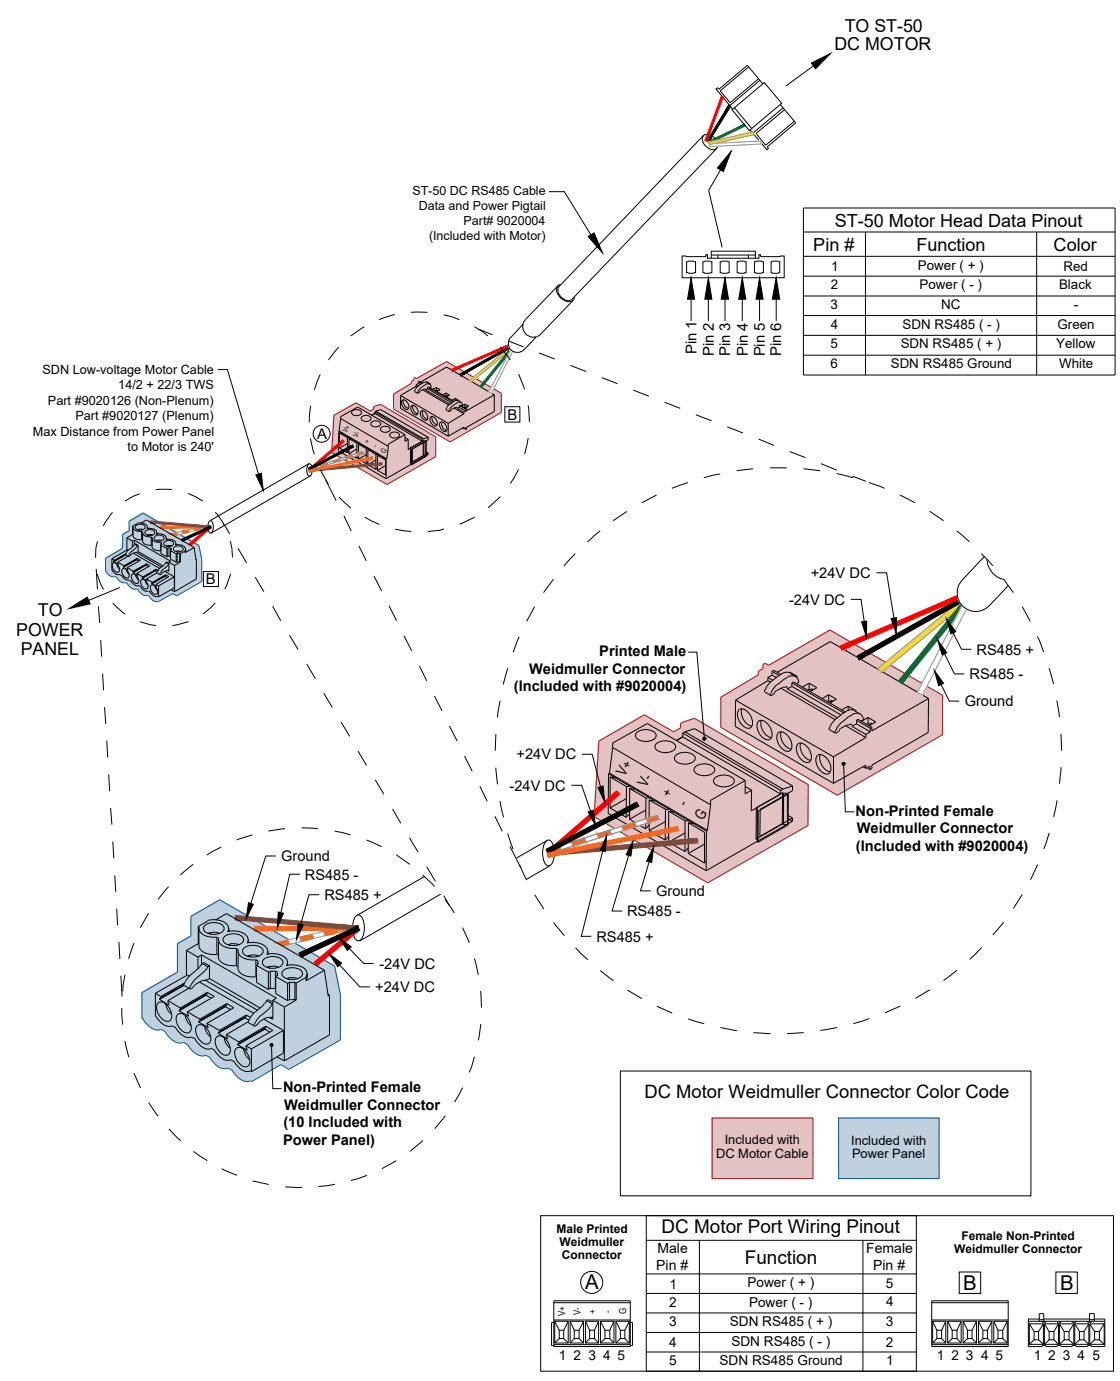 TO ST-50
DC MOTOR
ST-50 DC RS485 Cable
Data and Power Pigtail
Part# 9020004
(Included with Motor)
ST-50 Motor Head Data Pinout
Pin # Function Color
1 Power ( + ) Red
2 Power ( - ) Black
3 NC -
4 SDN RS485 ( - ) Green
5 SDN RS485 ( + ) Yellow
6 SDN RS485 Ground White
Pin 1
Pin 2
Pin 3
Pin 4
Pin 5
Pin 6
SDN Low-voltage Motor Cable
14/2 + 22/3 TWS
Part #9020126 (Non-Plenum)
Part #9020127 (Plenum)
Max Distance from Power Panel
to Motor is 240'
A
B
V+ V- + - G
B
TO
POWER
PANEL
+24V DC
-24V DC
RS485 +
RS485 -
Ground
Printed Male
Weidmuller Connector
(Included with #9020004)
+24V DC
-24V DC
V+ V- + - G
Non-Printed Female
Weidmuller Connector
(Included with #9020004)
Ground
RS485 -
RS485 +
Ground
RS485 -
RS485 +
-24V DC
+24V DC
Non-Printed Female
Weidmuller Connector
(10 Included with
Power Panel)
DC Motor Weidmuller Connector Color Code
Included with
DC Motor Cable
Included with
Power Panel
Male Printed
Weidmuller
Connector
A
V+ V- + - G
1 2 3 4 5
DC Motor Port Wiring Pinout
Male
Pin #
Function
Female
Pin #
1 Power ( + ) 5
2 Power ( - ) 4
3 SDN RS485 ( + ) 3
4 SDN RS485 ( - ) 2
5 SDN RS485 Ground 1
Female Non-Printed
Weidmuller Connector
B B
1 2 3 4 5
1 2 3 4 5